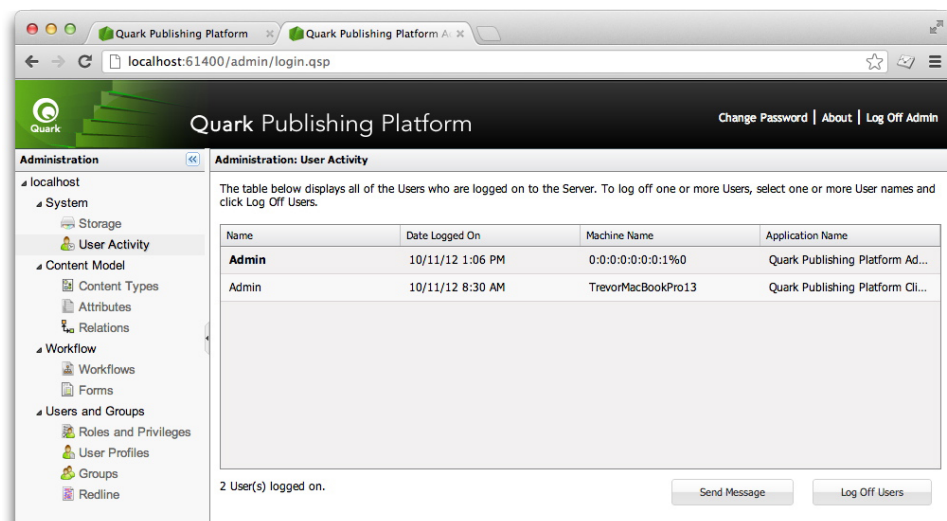 Quark Publishing Platform
Quark Publishing Platform A
localhost:61400/admin/login.qsp
Quark
Quark Publishing Platform
Change Password | About | Log Off Admin
Administration
Administration: User Activity
localhost
System
Storage
User Activity
Content Model
Content Types
Attributes
Relations
Workflow
Workflows
Forms
Users and Groups
Roles and Privileges
User Profiles
Groups
Redline
The table below displays all of the Users who are logged on to the Server. To log off one or more Users, select one or more User names and
click Log Off Users.
Name Date Logged On Machine Name Application Name
Admin 10/11/12 1:06 PM 0:0:0:0:0:0:0:1%0 Quark Publishing Platform Ad...
Admin 10/11/12 8:30 AM TrevorMacBookPro13 Quark Publishing Platform Cli...
2 User(s) logged on.
Send Message
Log Off Users